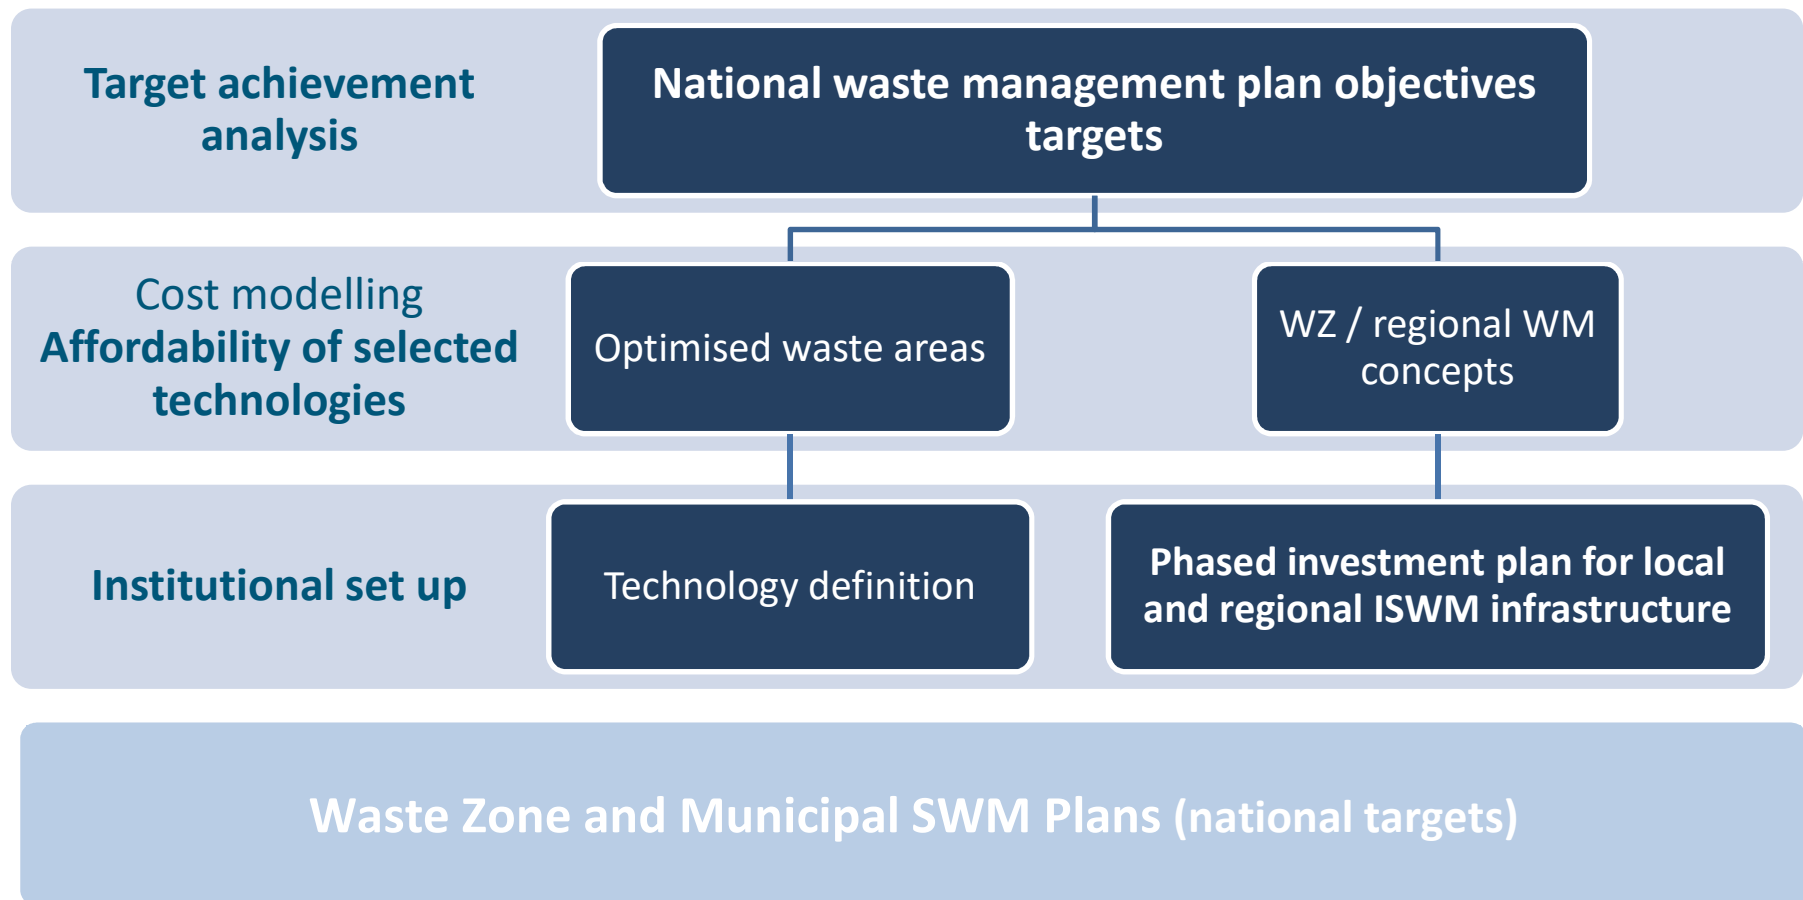 Target achievement
analysis
National waste management plan objectives
targets
Cost modelling
Affordability of selected
technologies
Optimised waste areas
WZ / regional WM
concepts
Institutional set up
Technology definition
Phased investment plan for local
and regional ISWM infrastructure
Waste Zone and Municipal SWM Plans (national targets)